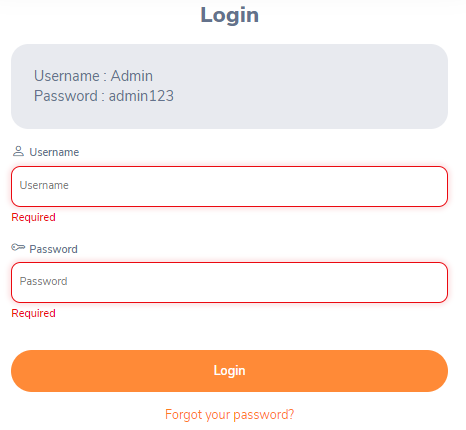 Login
Username : Admin
Password : admin123
Username
Username
Required
Password
Password
Required
Login
Forgot your password?